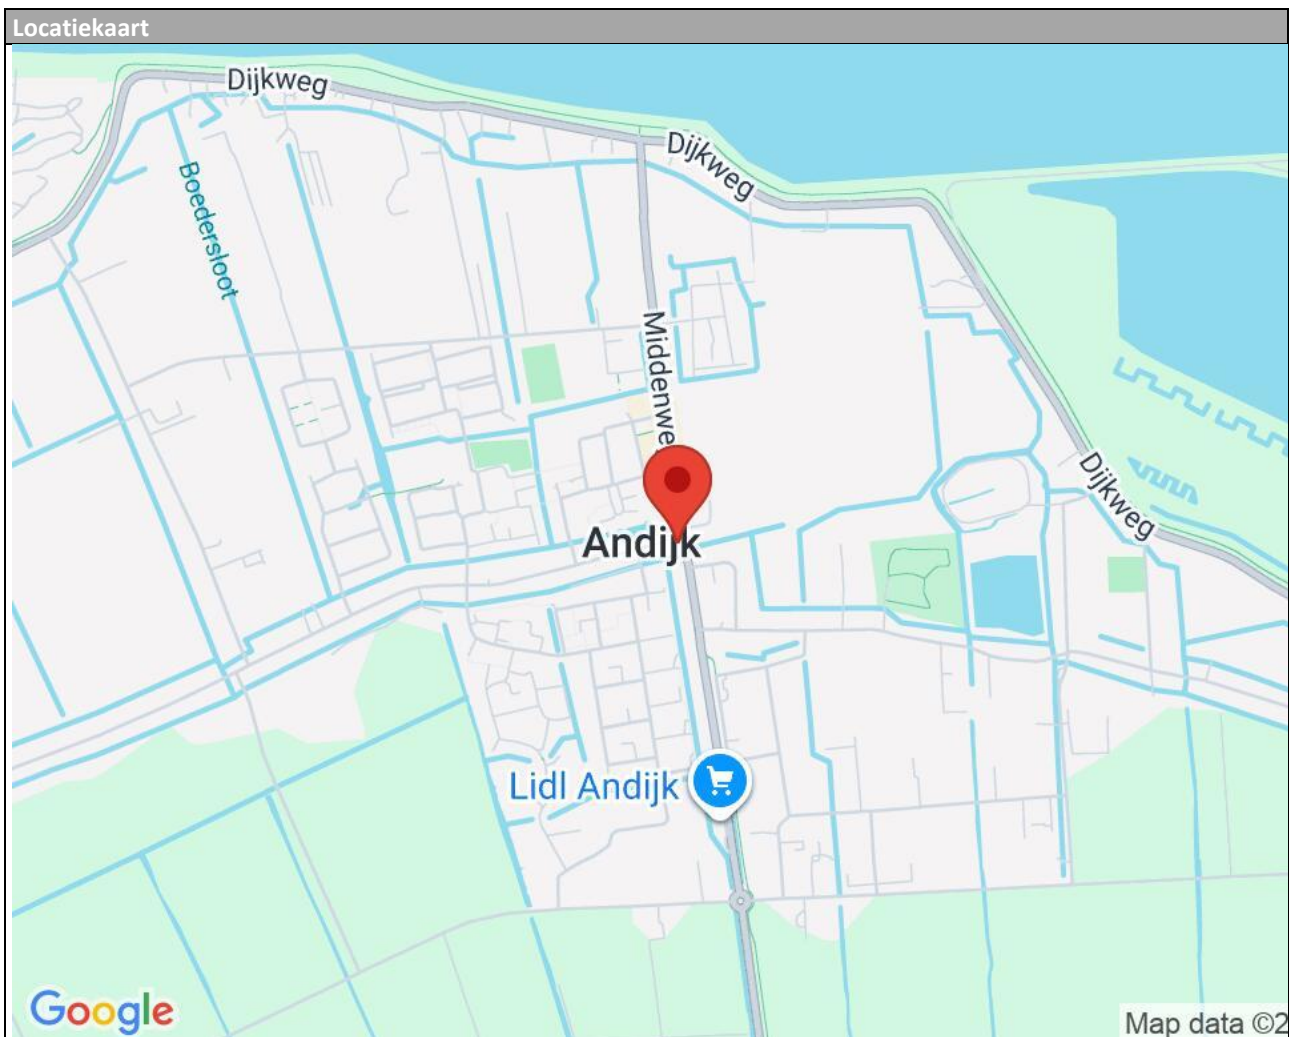 Locatiekaart
Dijkweg
Dijkweg
Boedersloot
Middenwe
Dijkweg
Andijk
Lidl Andijk
Google
Map data ©2